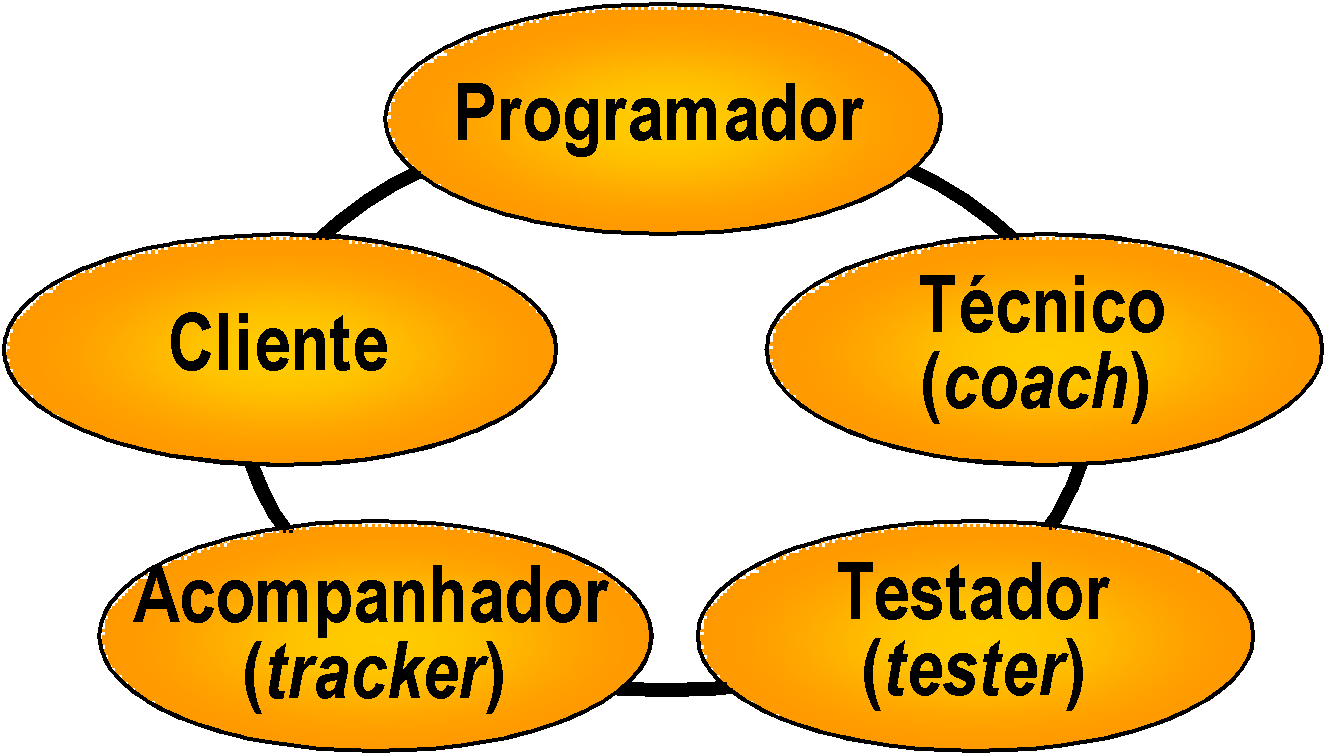 Programador
Cliente
Técnico
(coach)
Acompanhador
(tracker)
Testador
(tester)